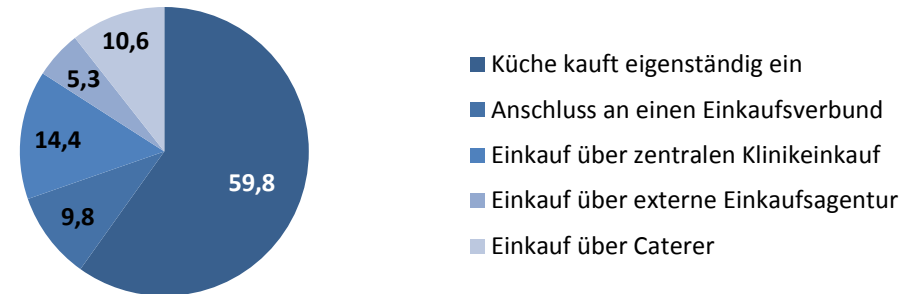 10,6
5,3
14,4
9,8
59,8
Küche kauft eigenständig ein
Anschluss an einen Einkaufsverbund
Einkauf über zentralen Klinikeinkauf
Einkauf über externe Einkaufsagentur
Einkauf über Caterer